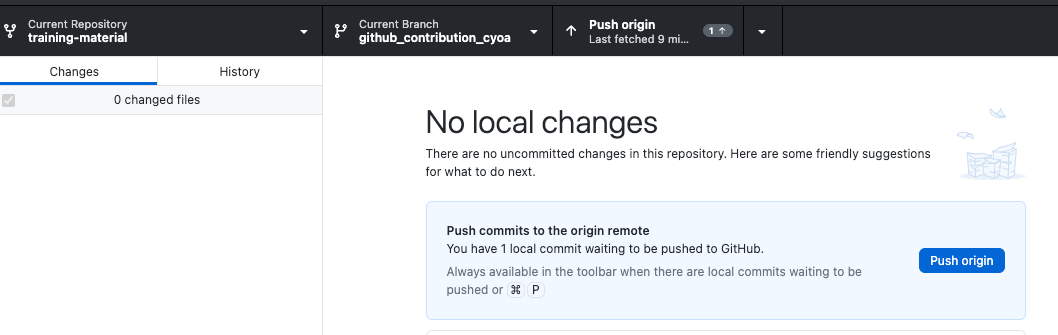 Current Repository
training-material
Current Branch
github_contribution_cyoa
Push origin
Last fetched 9 mi...
1 ↑
Changes
History
0 changed files
No local changes
There are no uncommitted changes in this repository. Here are some friendly suggestions
for what to do next.
Push commits to the origin remote
You have 1 local commit waiting to be pushed to GitHub.
Always available in the toolbar when there are local commits waiting to be
pushed or ⌘ P
Push origin